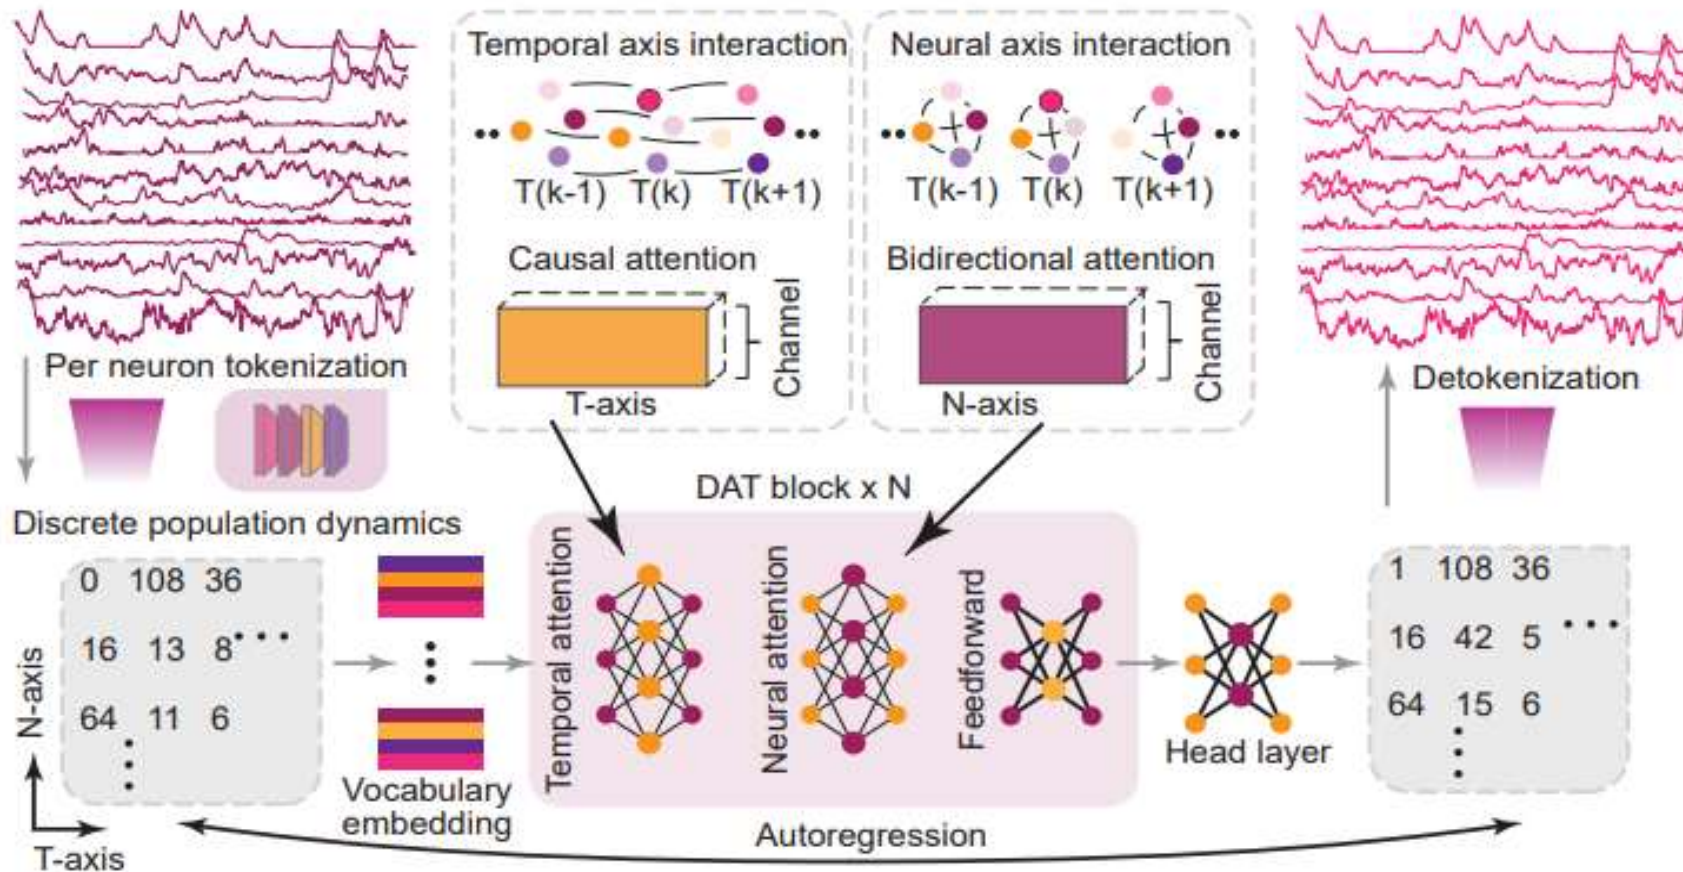 Temporal axis interaction
T(k-1) T(k) T(k+1)
Causal attention
Channel
T-axis
Neural axis interaction
T(k-1) T(k) T(k+1)
Bidirectional attention
Channel
N-axis
Per neuron tokenization
Detokenization
Discrete population dynamics
0 108 36
16 13 8 ...
64 11 6
N-axis
T-axis
Vocabulary
embedding
DAT block x N
Temporal attention
Neural attention
Feedforward
Head layer
1 108 36
16 42 5 ...
64 15 6
Autoregression